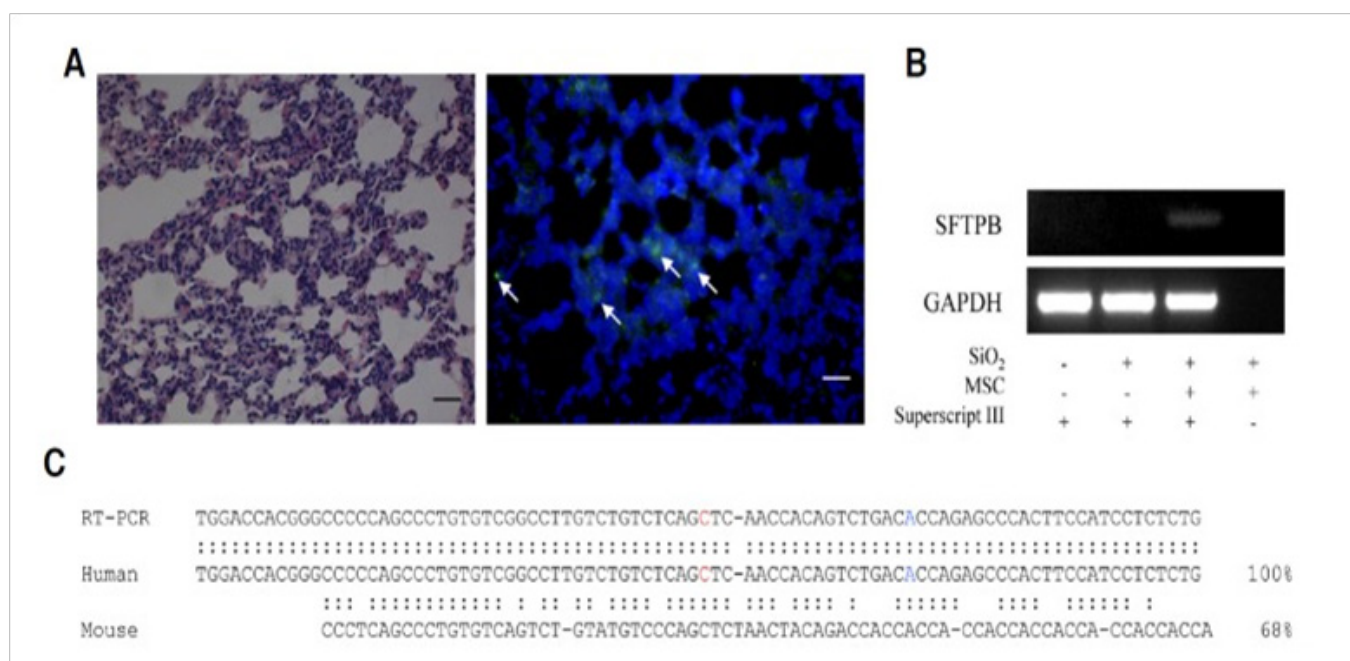 A
B
SFTPB
GAPDH
SiO₂ - + + +
MSC - - + +
Superscript III + + + -
C
RT-PCR TGGACCACGGGCCCCCAGCCCTGTGTCGGCCTTGTCTGTCTCAGCTC-AACCACAGTCTGACACCAGAGCCCACTTCCATCCTCTCTG
Human TGGACCACGGGCCCCCAGCCCTGTGTCGGCCTTGTCTGTCTCAGCTC-AACCACAGTCTGACACCAGAGCCCACTTCCATCCTCTCTG 100%
Mouse CCCTCAGCCCTGTGTCAGTCT-GTATGTCCCAGCTCTAACTACAGACCACCACCA-CCACCACCACCA-CCACCACCA 68%